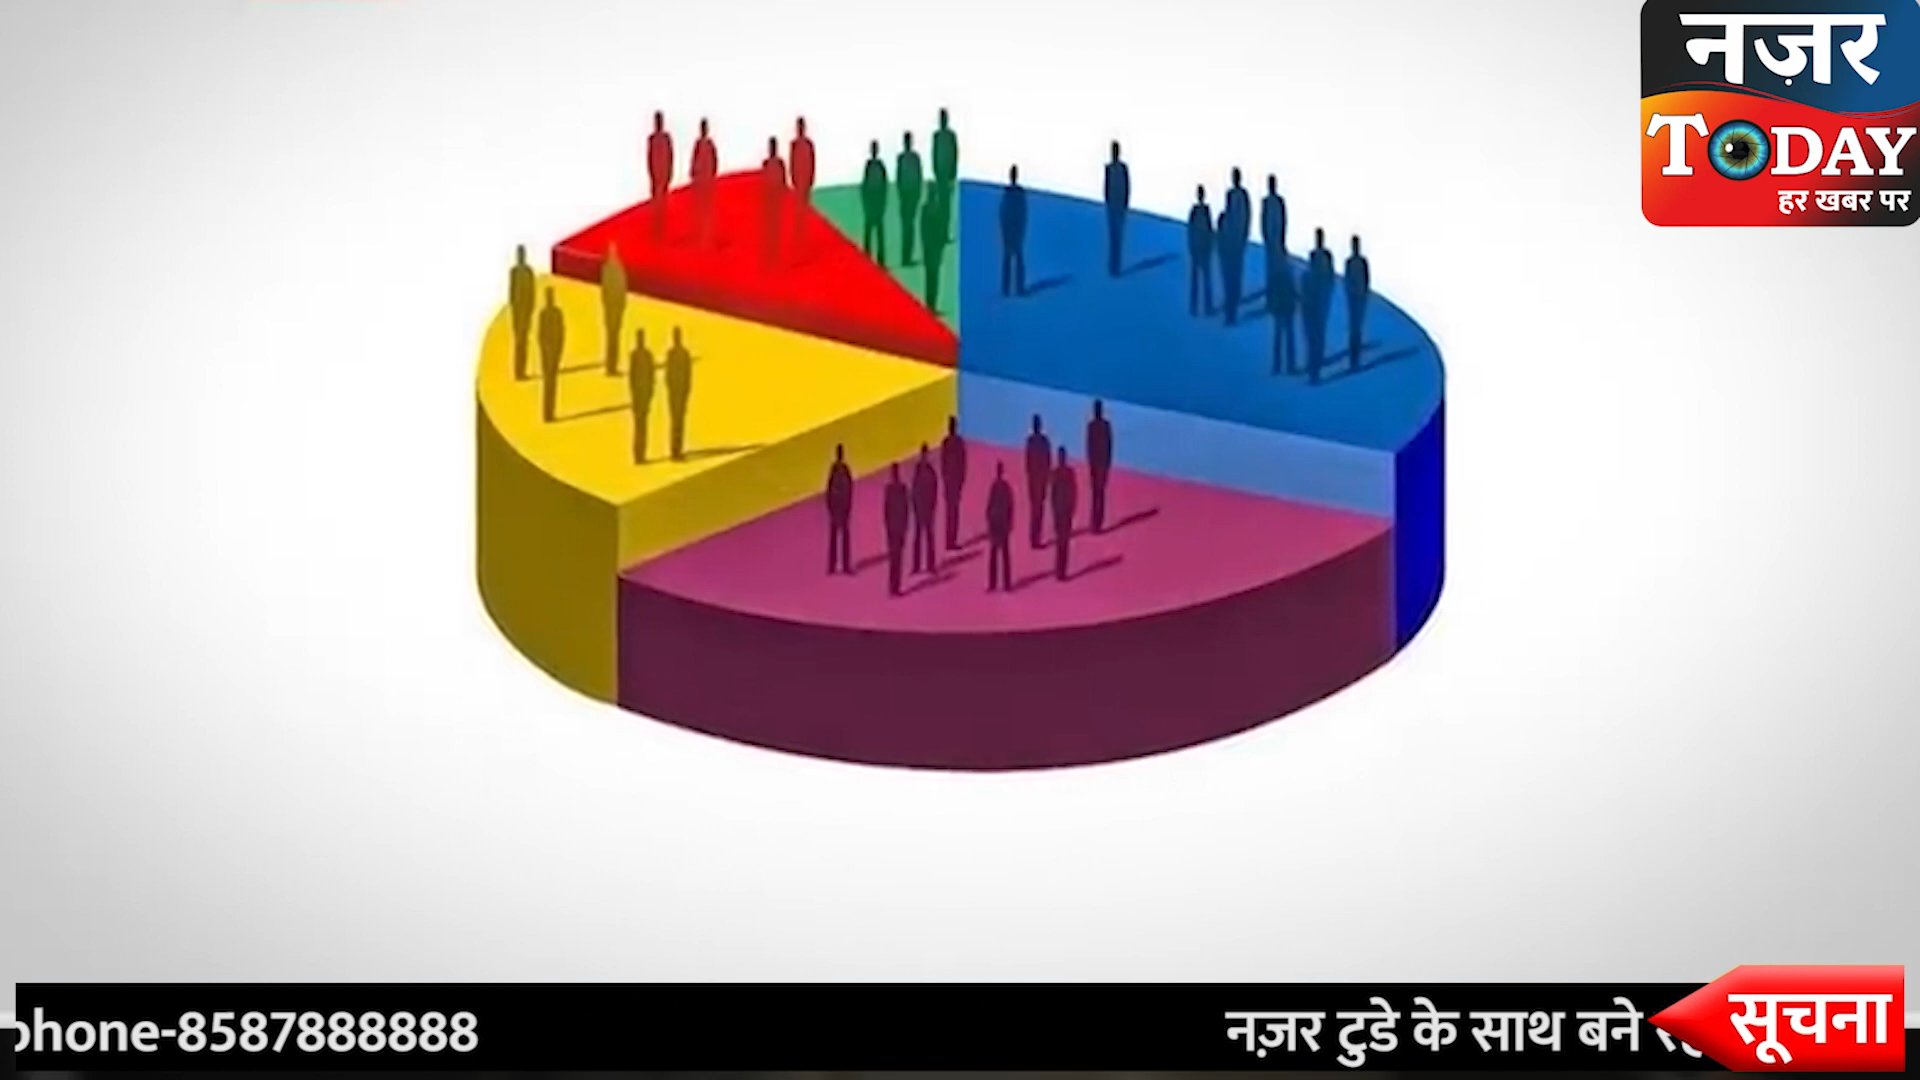 नज़र
TODAY
हर खबर पर
phone-8587888888
नज़र टुडे के साथ बने
सूचना